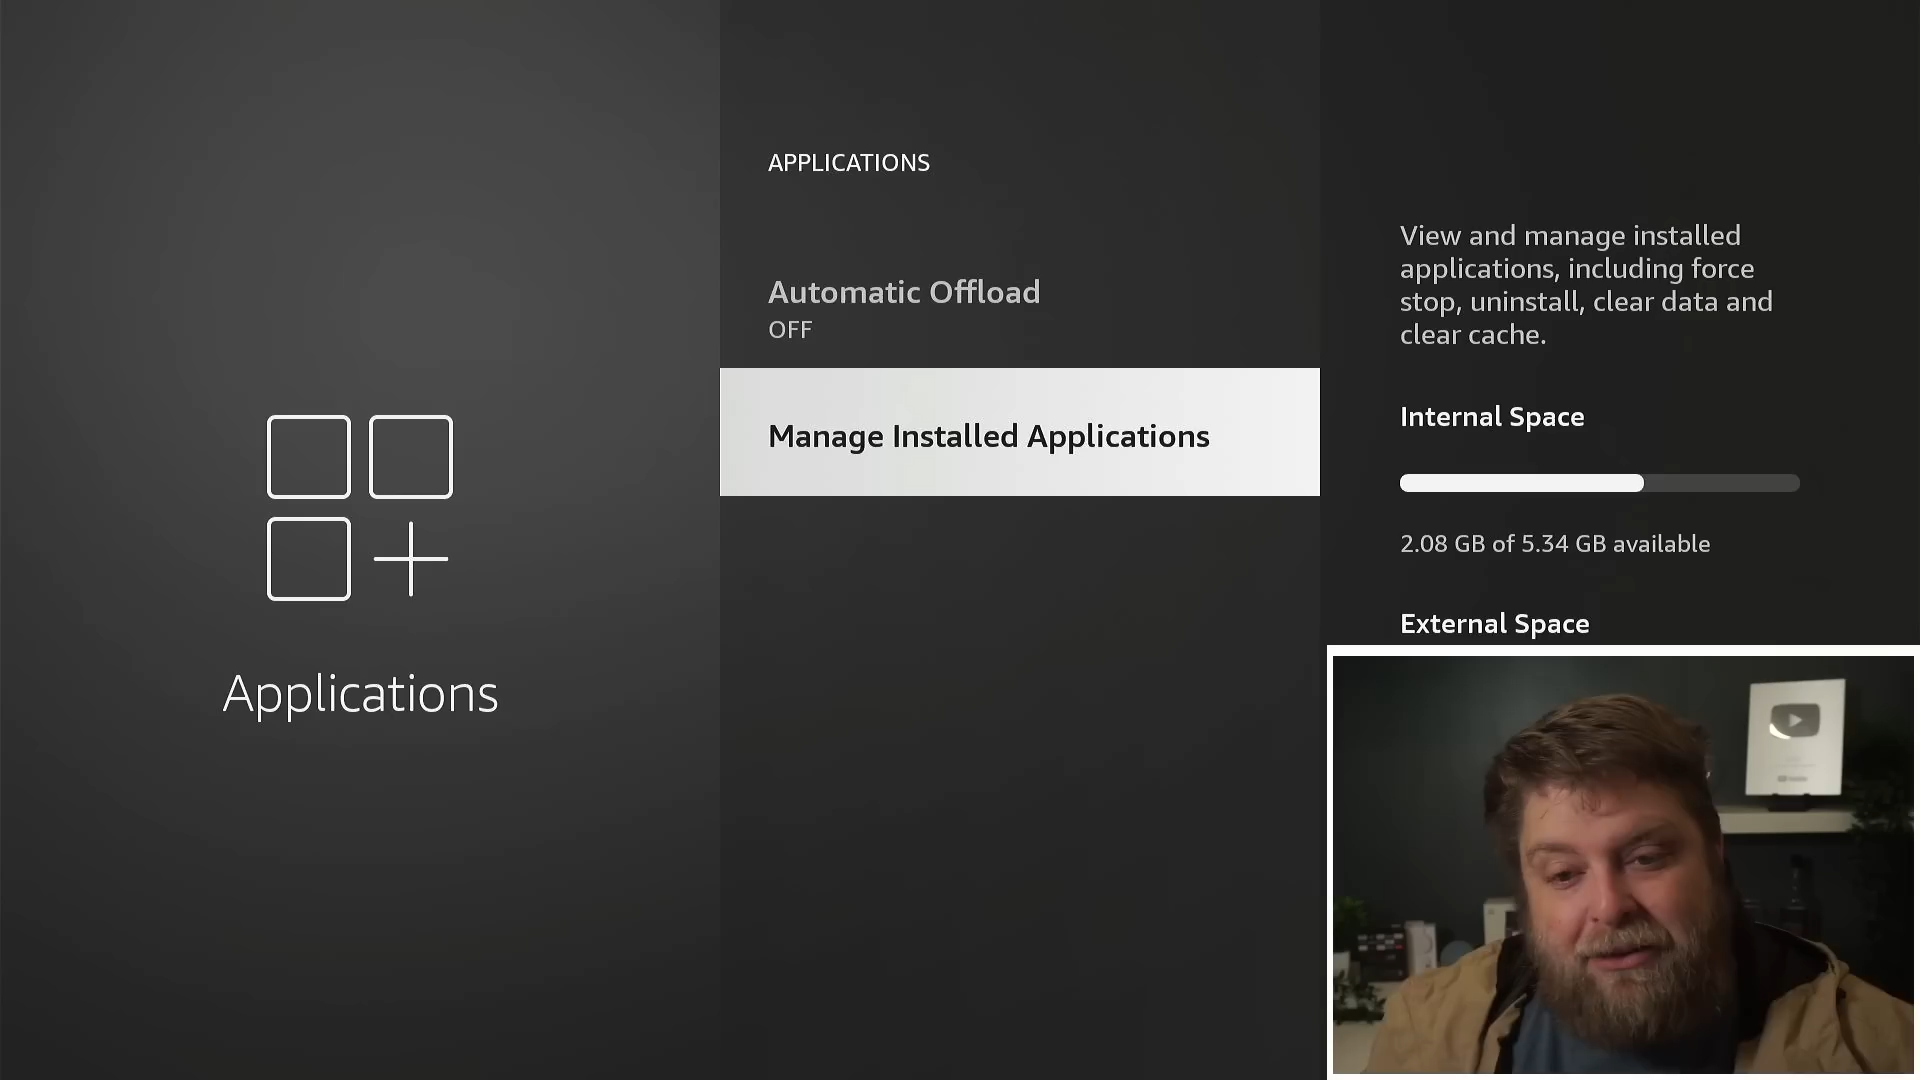 Applications
APPLICATIONS
Automatic Offload
OFF
Manage Installed Applications
View and manage installed
applications, including force
stop, uninstall, clear data and
clear cache.
Internal Space
2.08 GB of 5.34 GB available
External Space